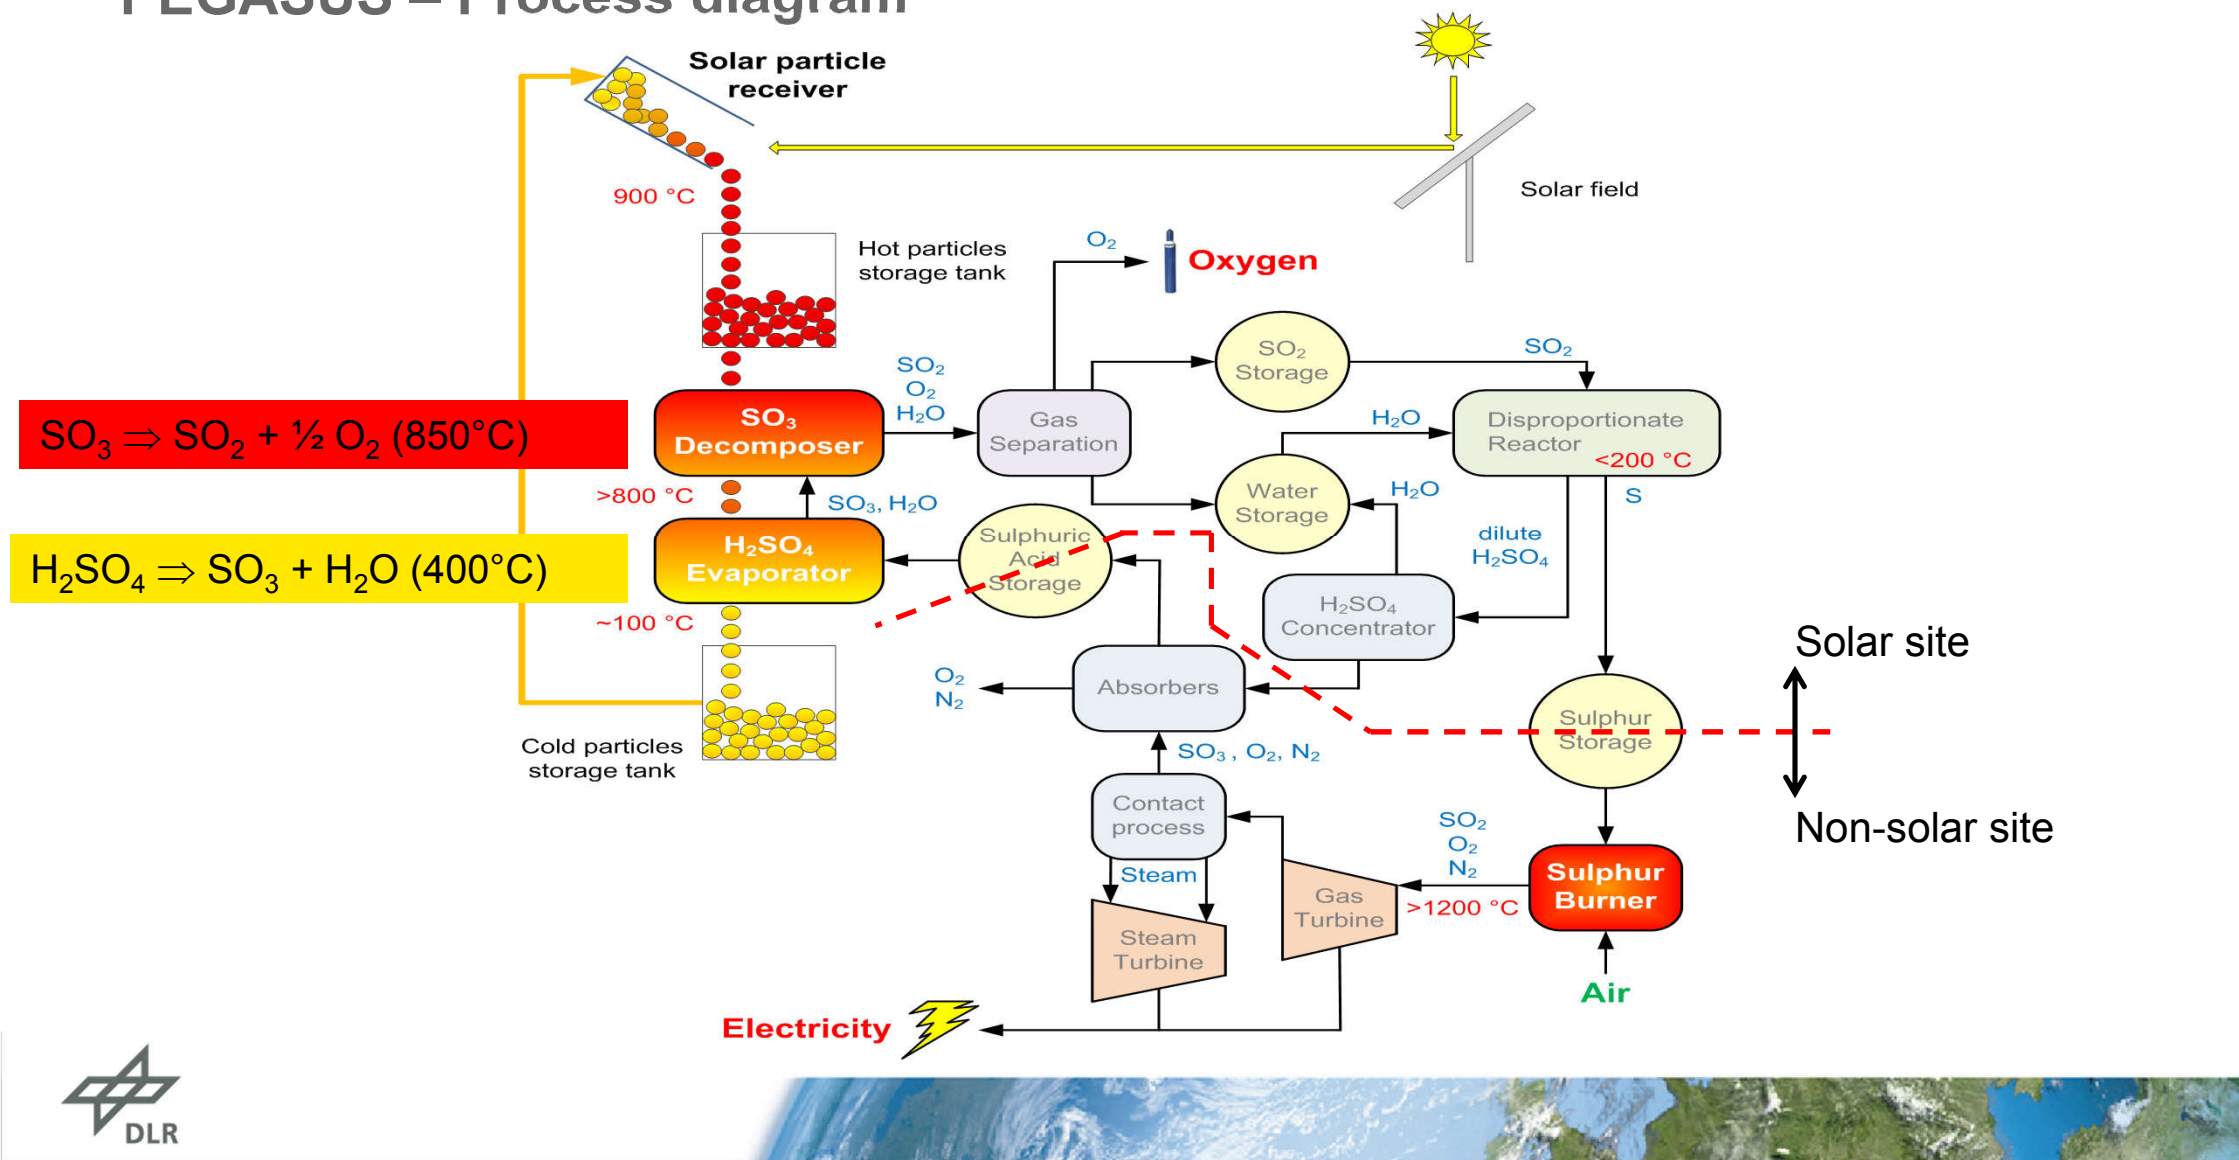 PEGASUS – Process diagram
Solar particle
receiver
900 °C
Solar field
Hot particles
storage tank
O₂
Oxygen
SO₂
Storage
SO₂
SO₂
O₂
H₂O
SO₃ ⇒ SO₂ + ½ O₂ (850°C)
SO₃
Decomposer
Gas
Separation
H₂O
Disproportionate
Reactor
<200 °C
>800 °C
SO₃, H₂O
Water
Storage
H₂O
S
H₂SO₄ ⇒ SO₃ + H₂O (400°C)
H₂SO₄
Evaporator
Sulphuric
Acid
Storage
dilute
H₂SO₄
~100 °C
H₂SO₄
Concentrator
Solar site
O₂
N₂
Absorbers
Sulphur
Storage
Cold particles
storage tank
SO₃ , O₂, N₂
Non-solar site
Contact
process
SO₂
O₂
N₂
Steam
Gas
Turbine
>1200 °C
Sulphur
Burner
Steam
Turbine
Air
Electricity
DLR